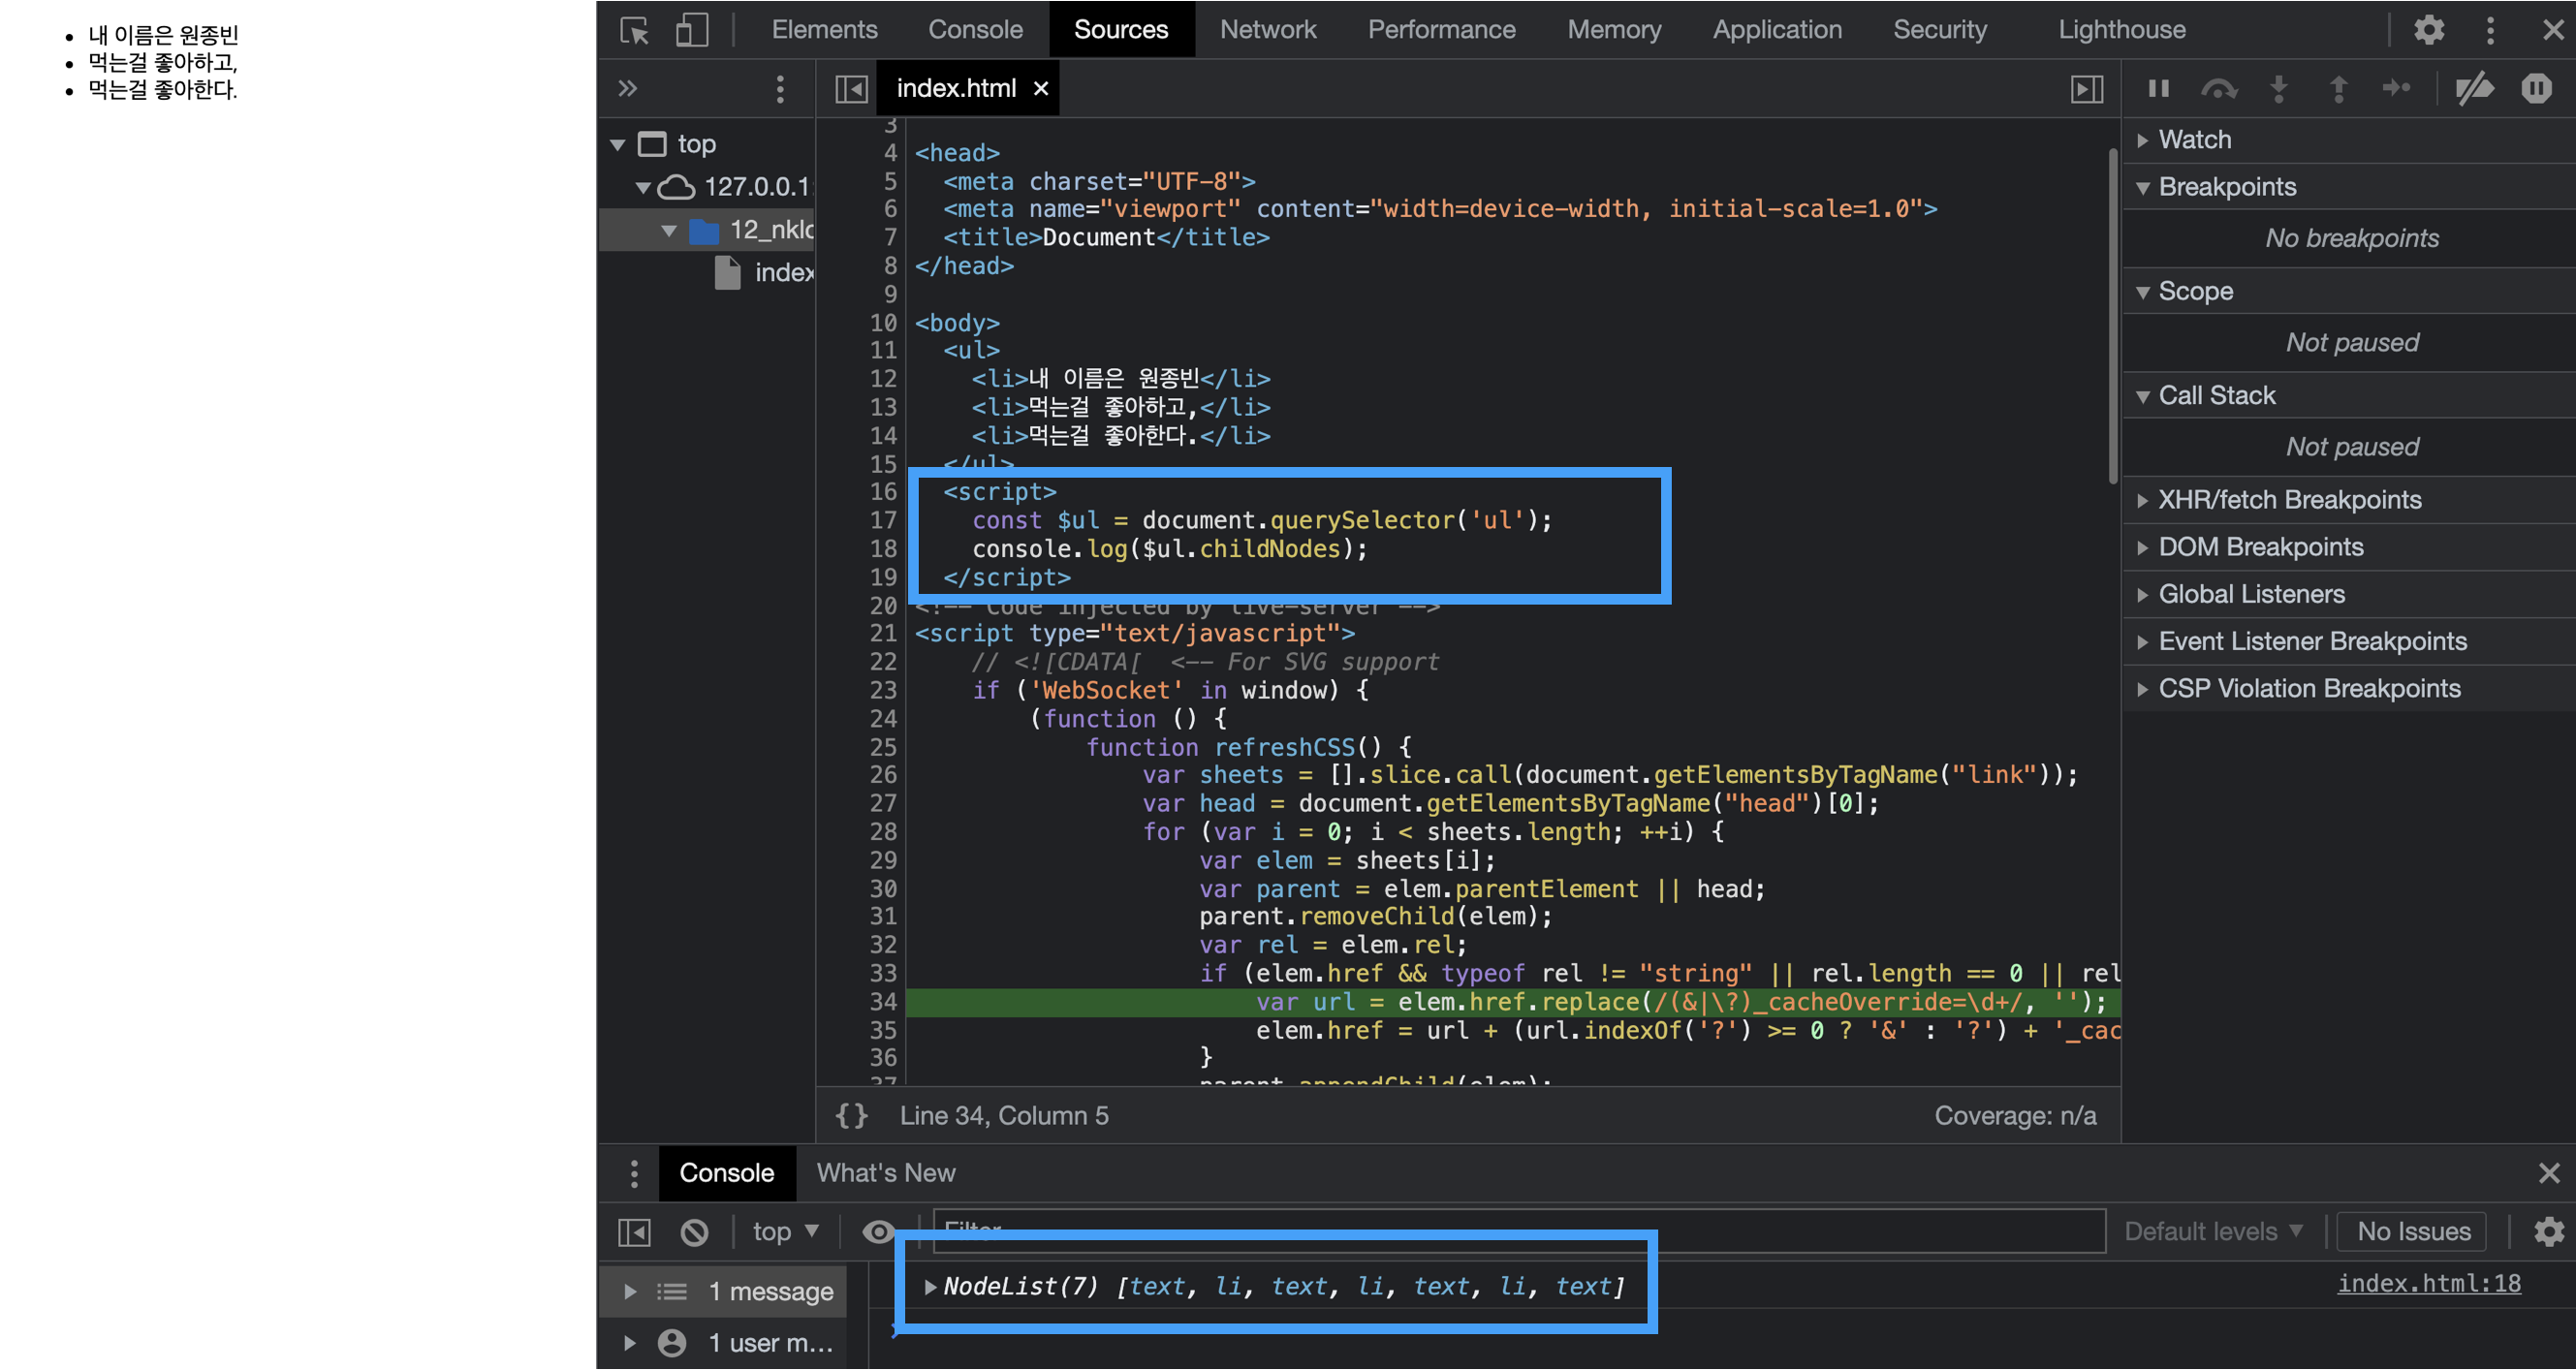 내 이름은 원종빈
먹는걸 좋아하고,
먹는걸 좋아한다.
Elements Console Sources Network Performance Memory Application Security Lighthouse
index.html
top
127.0.0.1
12_nklc
index
3
4 <head>
5 <meta charset="UTF-8">
6 <meta name="viewport" content="width=device-width, initial-scale=1.0">
7 <title>Document</title>
8 </head>
9
10 <body>
11 <ul>
12 <li>내 이름은 원종빈</li>
13 <li>먹는걸 좋아하고,</li>
14 <li>먹는걸 좋아한다.</li>
15 </ul>
16 <script>
17 const $ul = document.querySelector('ul');
18 console.log($ul.childNodes);
19 </script>
20 <!-- Code injected by live-server -->
21 <script type="text/javascript">
22 // <![CDATA[  <-- For SVG support
23 if ('WebSocket' in window) {
24 (function () {
25 function refreshCSS() {
26 var sheets = [].slice.call(document.getElementsByTagName("link"));
27 var head = document.getElementsByTagName("head")[0];
28 for (var i = 0; i < sheets.length; ++i) {
29 var elem = sheets[i];
30 var parent = elem.parentElement || head;
31 parent.removeChild(elem);
32 var rel = elem.rel;
33 if (elem.href && typeof rel != "string" || rel.length == 0 || rel
34 var url = elem.href.replace(/(&|\?)_cacheOverride=\d+/, '');
35 elem.href = url + (url.indexOf('?') >= 0 ? '&' : '?') + '_cac
36 }
37 parent.appendChild(elem);
{} Line 34, Column 5 Coverage: n/a
Watch
Breakpoints
No breakpoints
Scope
Not paused
Call Stack
Not paused
XHR/fetch Breakpoints
DOM Breakpoints
Global Listeners
Event Listener Breakpoints
CSP Violation Breakpoints
Console What's New
top Filter Default levels No Issues
1 message
1 user m...
NodeList(7) [text, li, text, li, text, li, text] index.html:18